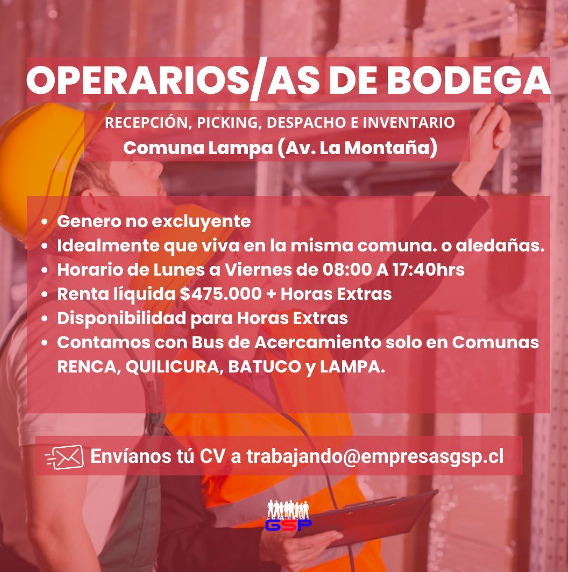 OPERARIOS/AS DE BODEGA
RECEPCIÓN, PICKING, DESPACHO E INVENTARIO
Comuna Lampa (Av. La Montaña)
• Genero no excluyente
• Idealmente que viva en la misma comuna. o aledañas.
• Horario de Lunes a Viernes de 08:00 A 17:40hrs
• Renta líquida $475.000 + Horas Extras
• Disponibilidad para Horas Extras
• Contamos con Bus de Acercamiento solo en Comunas
RENCA, QUILICURA, BATUCO y LAMPA.
Envíanos tú CV a trabajando@empresasgsp.cl
GSP